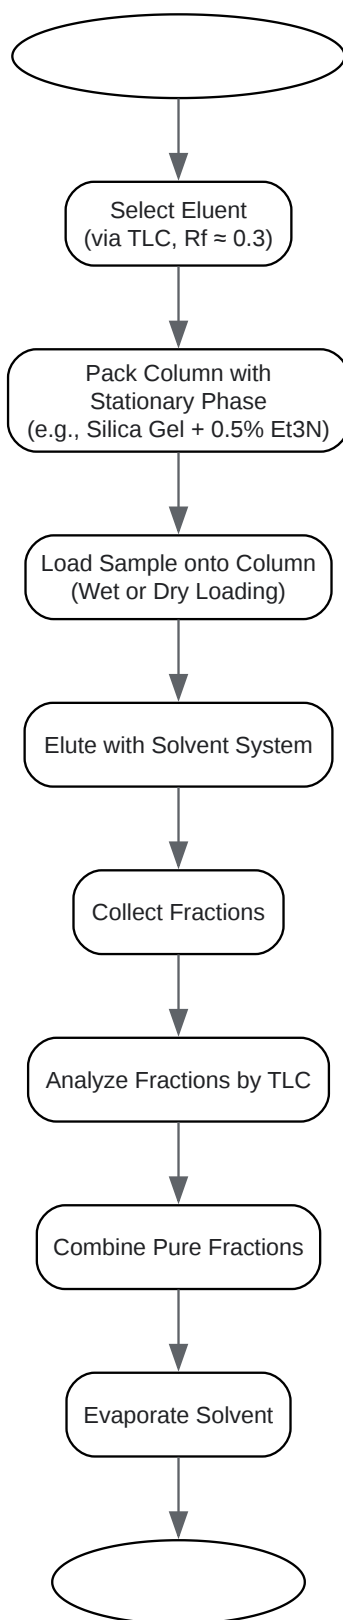 Select Eluent
(via TLC, Rf ≈ 0.3)
Pack Column with
Stationary Phase
(e.g., Silica Gel + 0.5% Et3N)
Load Sample onto Column
(Wet or Dry Loading)
Elute with Solvent System
Collect Fractions
Analyze Fractions by TLC
Combine Pure Fractions
Evaporate Solvent